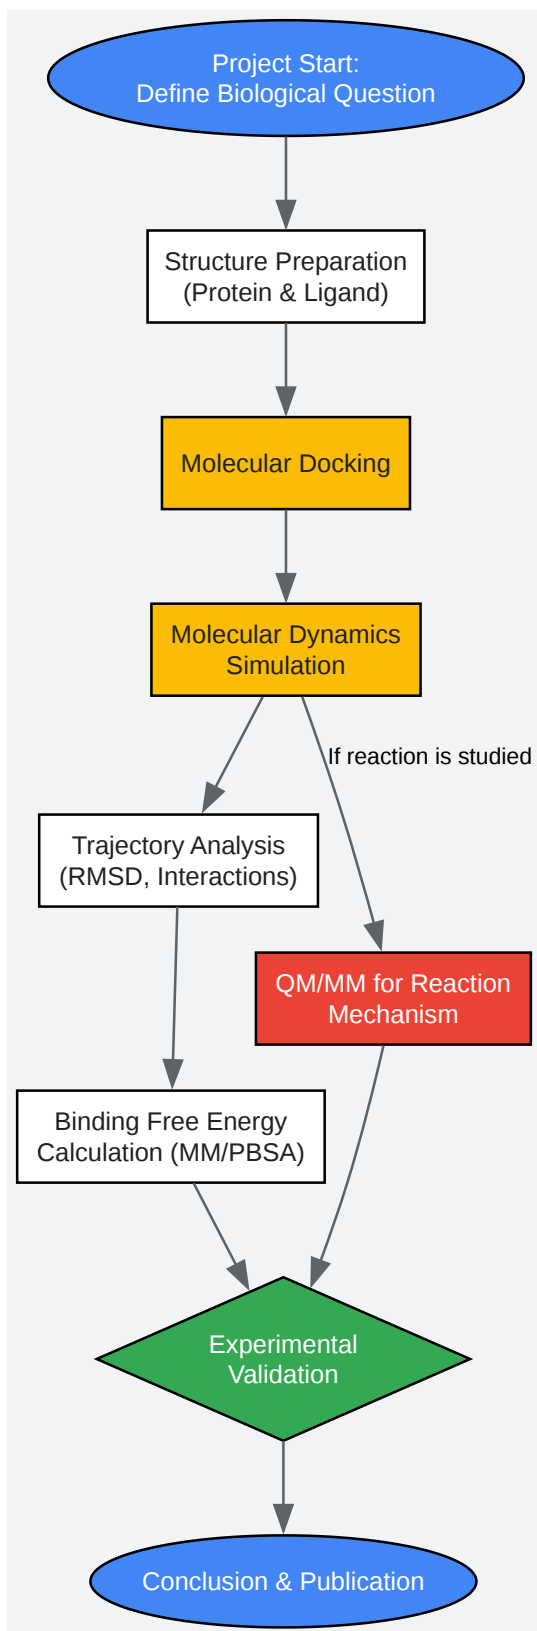 Project Start:
Define Biological Question
Structure Preparation
(Protein & Ligand)
Molecular Docking
Molecular Dynamics
Simulation
If reaction is studied
Trajectory Analysis
(RMSD, Interactions)
QM/MM for Reaction
Mechanism
Binding Free Energy
Calculation (MM/PBSA)
Experimental
Validation
Conclusion & Publication